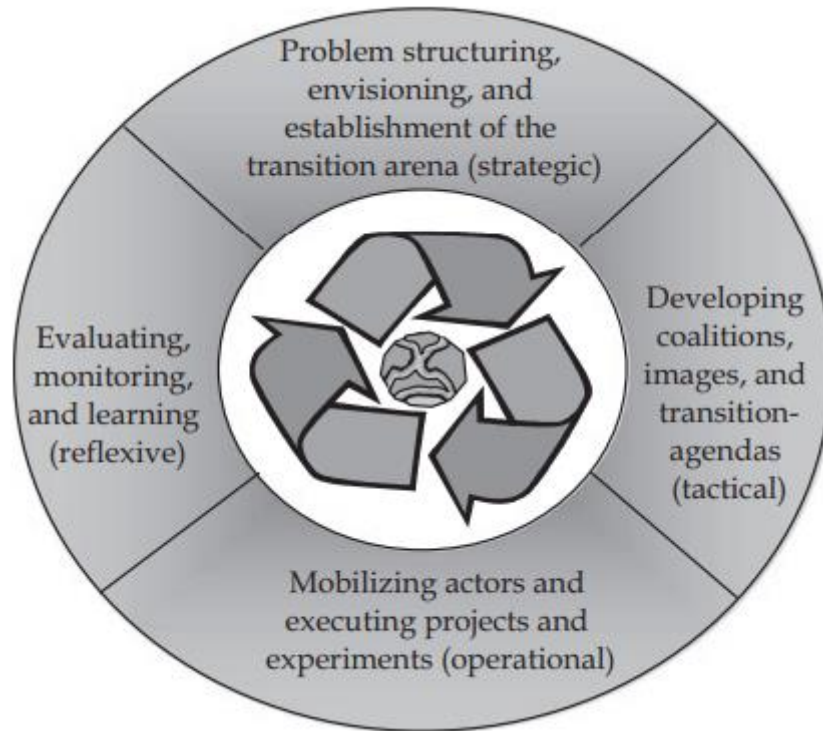 Problem structuring,
envisioning, and
establishment of the
transition arena (strategic)
Developing
coalitions,
images, and
transition-
agendas
(tactical)
Mobilizing actors and
executing projects and
experiments (operational)
Evaluating,
monitoring,
and learning
(reflexive)